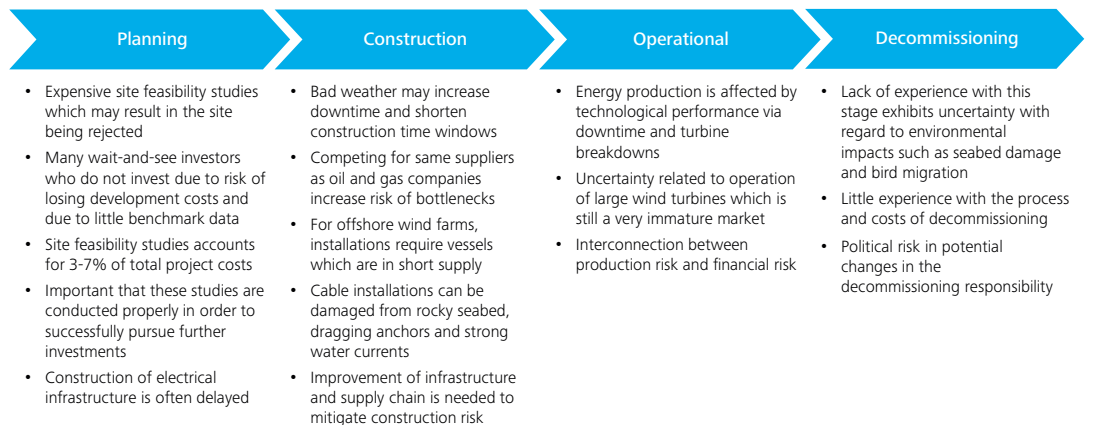 Planning
Construction
Operational
Decommissioning
• Expensive site feasibility studies
which may result in the site
being rejected
• Many wait-and-see investors
who do not invest due to risk of
losing development costs and
due to little benchmark data
• Site feasibility studies accounts
for 3-7% of total project costs
• Important that these studies are
conducted properly in order to
successfully pursue further
investments
• Construction of electrical
infrastructure is often delayed
• Bad weather may increase
downtime and shorten
construction time windows
• Competing for same suppliers
as oil and gas companies
increase risk of bottlenecks
• For offshore wind farms,
installations require vessels
which are in short supply
• Cable installations can be
damaged from rocky seabed,
dragging anchors and strong
water currents
• Improvement of infrastructure
and supply chain is needed to
mitigate construction risk
• Energy production is affected by
technological performance via
downtime and turbine
breakdowns
• Uncertainty related to operation
of large wind turbines which is
still a very immature market
• Interconnection between
production risk and financial risk
• Lack of experience with this
stage exhibits uncertainty with
regard to environmental
impacts such as seabed damage
and bird migration
• Little experience with the process
and costs of decommissioning
• Political risk in potential
changes in the
decommissioning responsibility